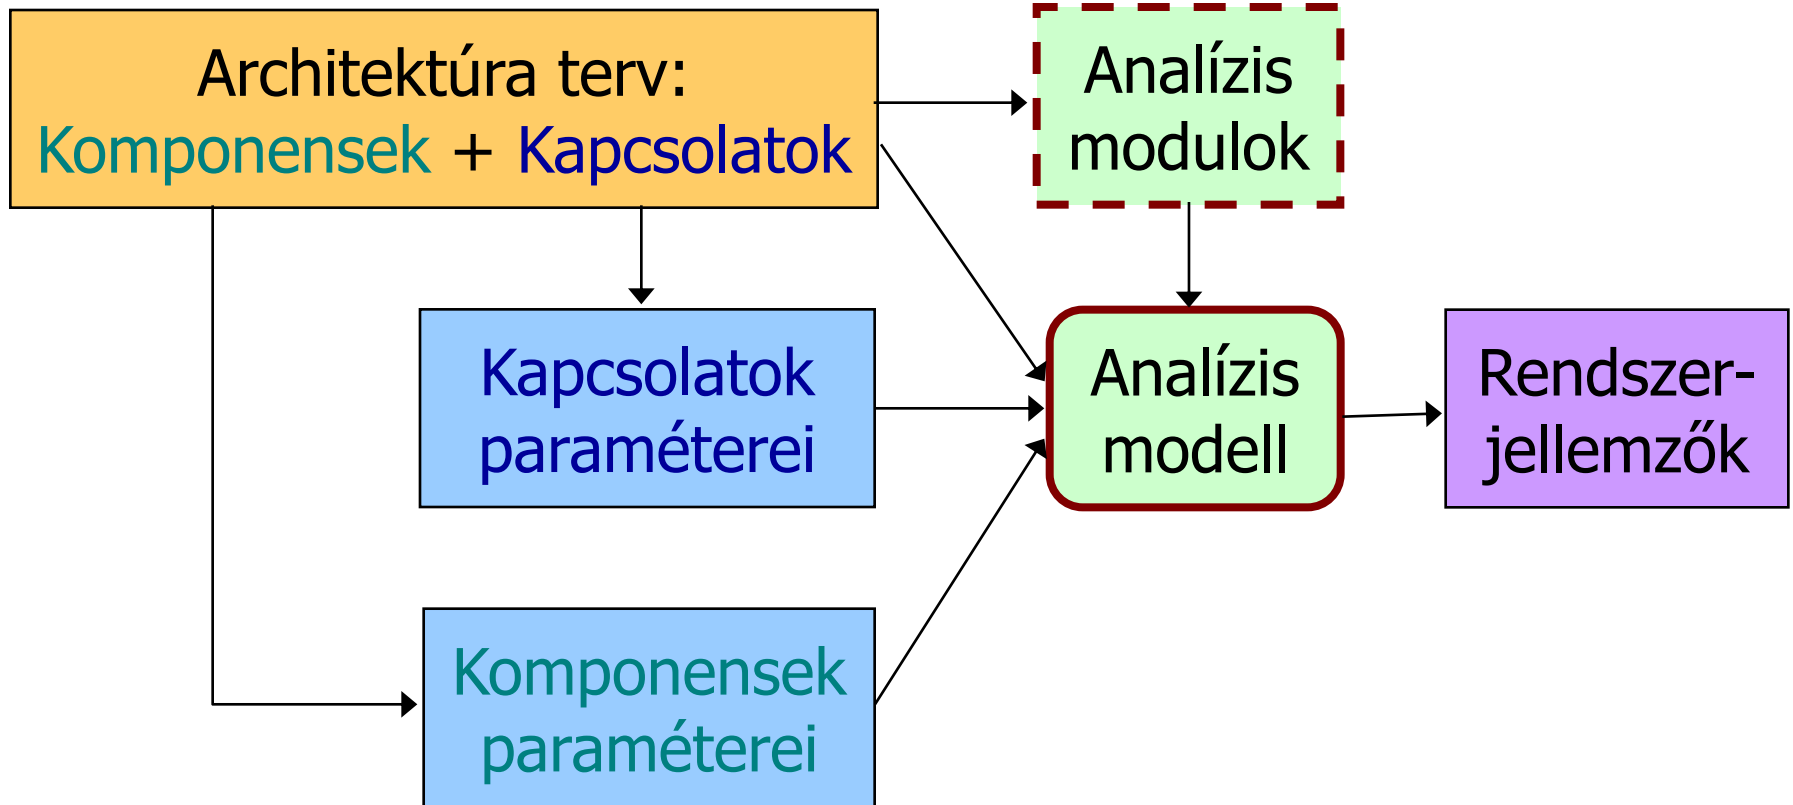 Architektúra terv:
Komponensek + Kapcsolatok
Analízis
modulok
Kapcsolatok
paraméterei
Analízis
modell
Rendszer-
jellemzők
Komponensek
paraméterei